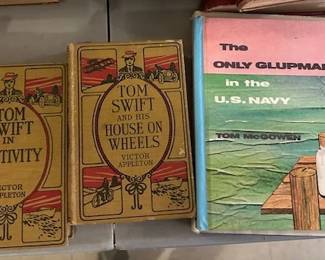 TOM
SWIFT
IN
TIVITY
VICTOR
APPLETON
TOM
SWIFT
AND HIS
HOUSE ON
WHEELS
VICTOR
APPLETON
The
ONLY GLUPMA
in the
U.S. NAVY
TOM McGOWEN